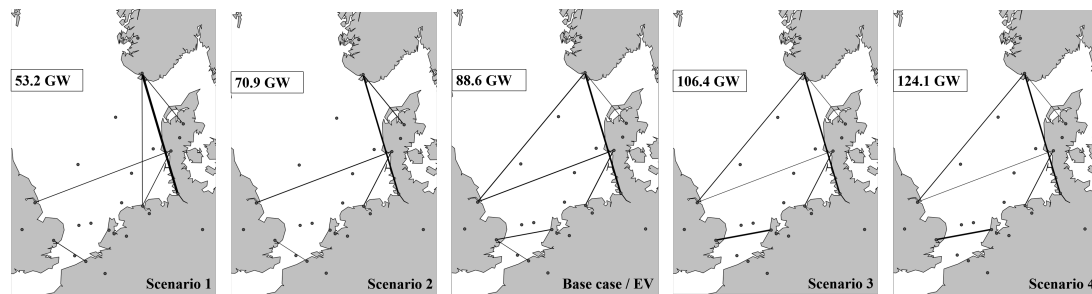 53.2 GW
70.9 GW
88.6 GW
106.4 GW
124.1 GW
Scenario 1
Scenario 2
Base case / EV
Scenario 3
Scenario